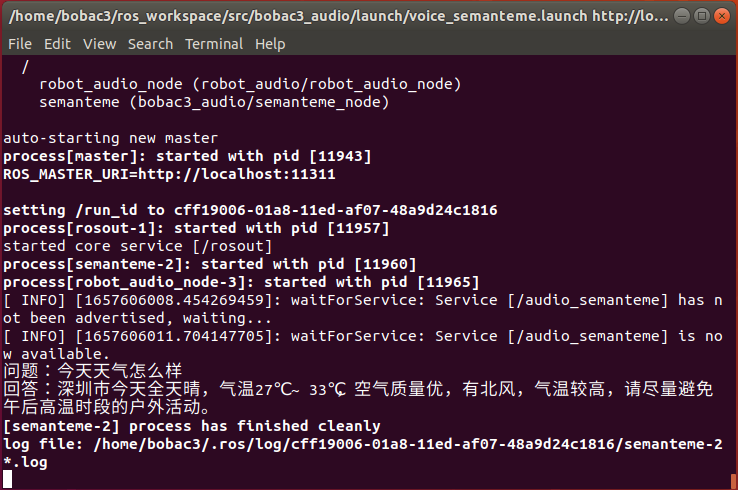 /home/bobac3/ros_workspace/src/bobac3_audio/launch/voice_semanteme.launch http://lo...
File Edit View Search Terminal Help
/
robot_audio_node (robot_audio/robot_audio_node)
semanteme (bobac3_audio/semanteme_node)
auto-starting new master
process[master]: started with pid [11943]
ROS_MASTER_URI=http://localhost:11311
setting /run_id to cff19006-01a8-11ed-af07-48a9d24c1816
process[rosout-1]: started with pid [11957]
started core service [/rosout]
process[semanteme-2]: started with pid [11960]
process[robot_audio_node-3]: started with pid [11965]
[ INFO] [1657606008.454269459]: waitForService: Service [/audio_semanteme] has n
ot been advertised, waiting...
[ INFO] [1657606011.704147705]: waitForService: Service [/audio_semanteme] is no
w available.
问题：今天天气怎么样
回答：深圳市今天全天晴，气温27℃~ 33℃，空气质量优，有北风，气温较高，请尽量避免
午后高温时段的户外活动。
[semanteme-2] process has finished cleanly
log file: /home/bobac3/.ros/log/cff19006-01a8-11ed-af07-48a9d24c1816/semanteme-2
*.log